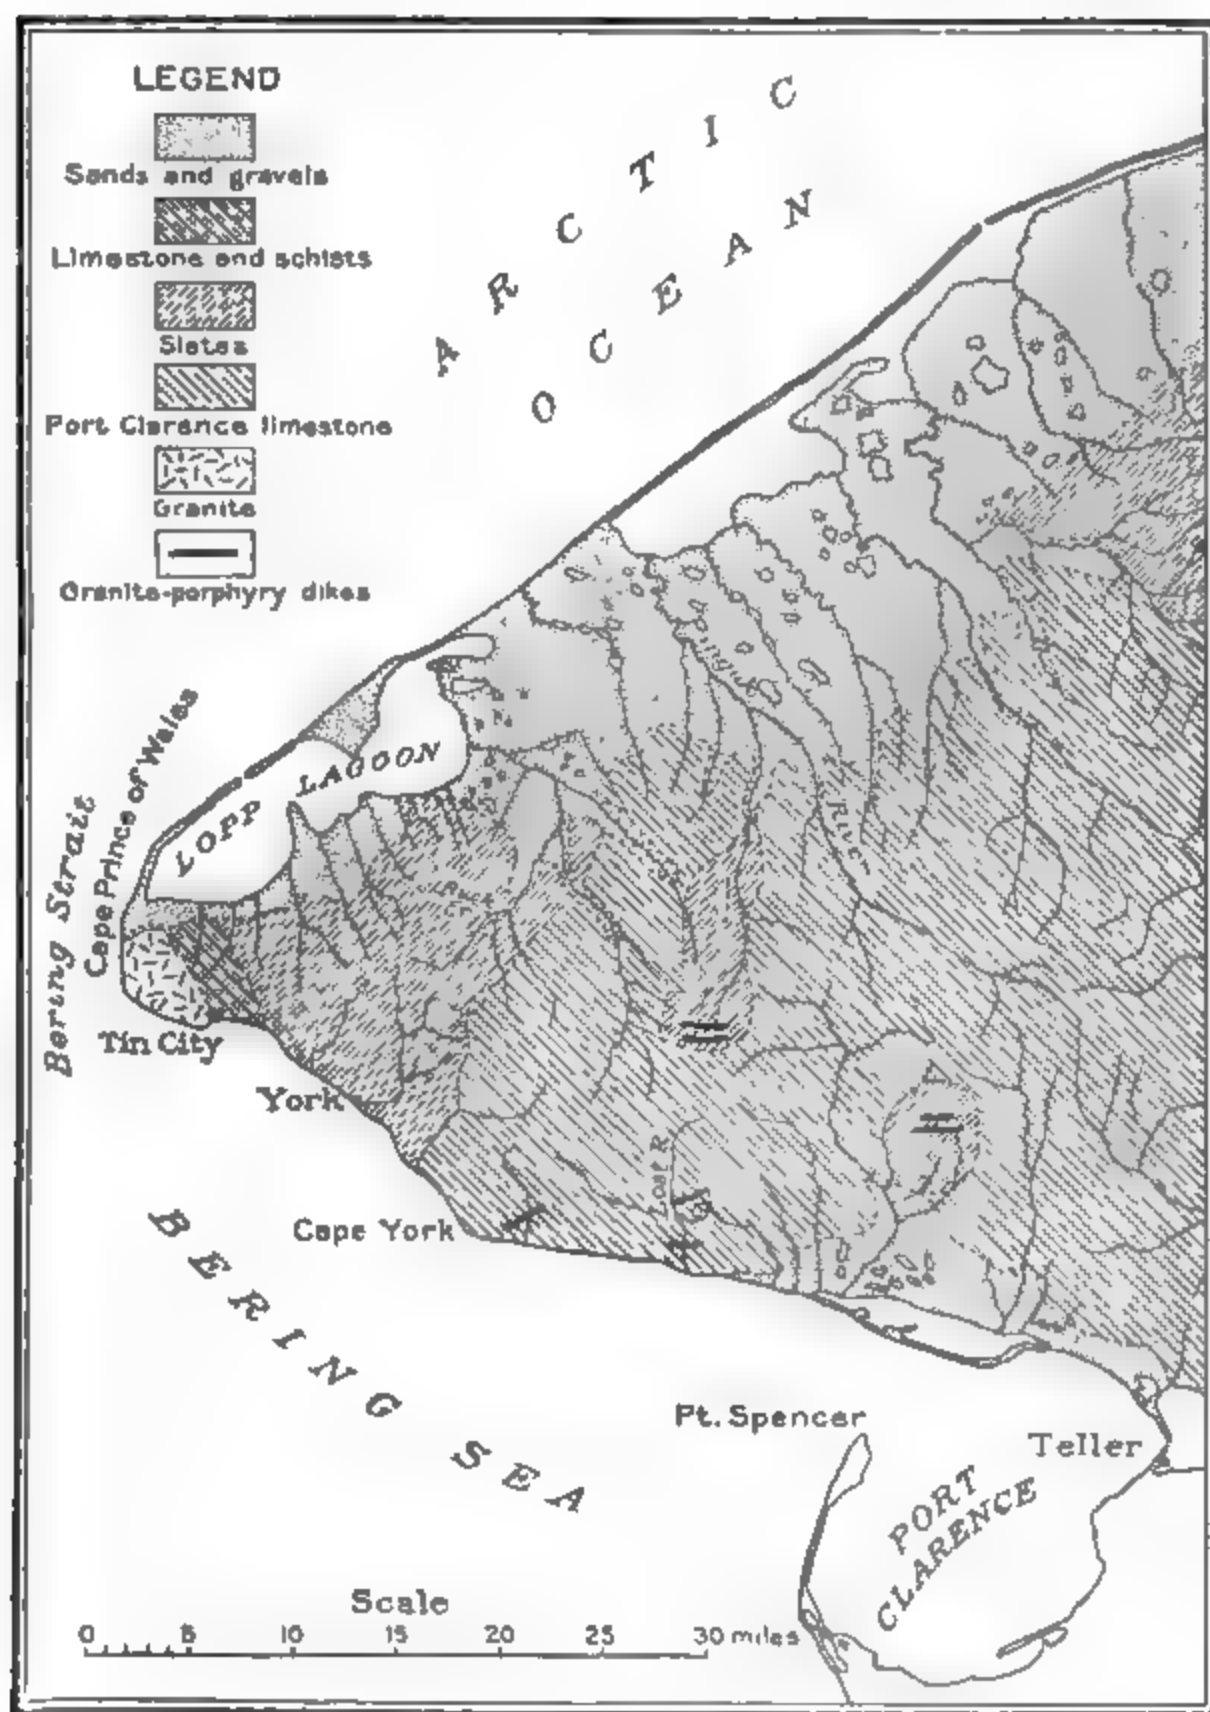 LEGEND
Sands and gravels
Limestone and schists
Slates
Port Clarence limestone
Granite
Granite-porphyry dikes
ARCTIC
OCEAN
Bering Strait
Cape Prince of Wales
LOPP LAGOON
River
Tin City
York
Cape York
Lost R.
BERING SEA
Pt. Spencer
Teller
PORT
CLARENCE
Scale
0 5 10 15 20 25 30 miles